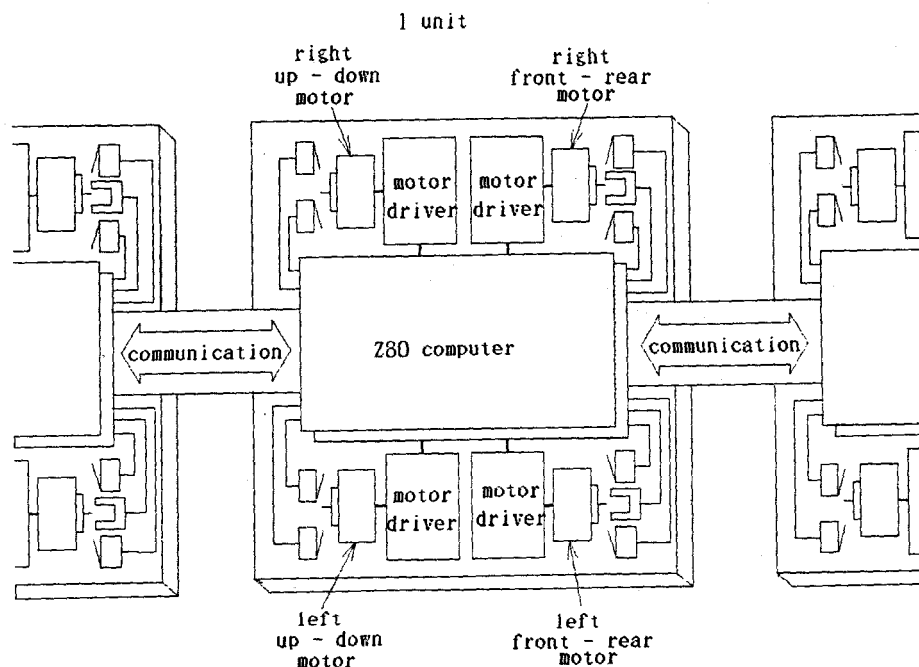 1 unit
right
up - down
motor
right
front - rear
motor
motor
driver
motor
driver
communication
Z80 computer
communication
motor
driver
motor
driver
left
up - down
motor
left
front - rear
motor